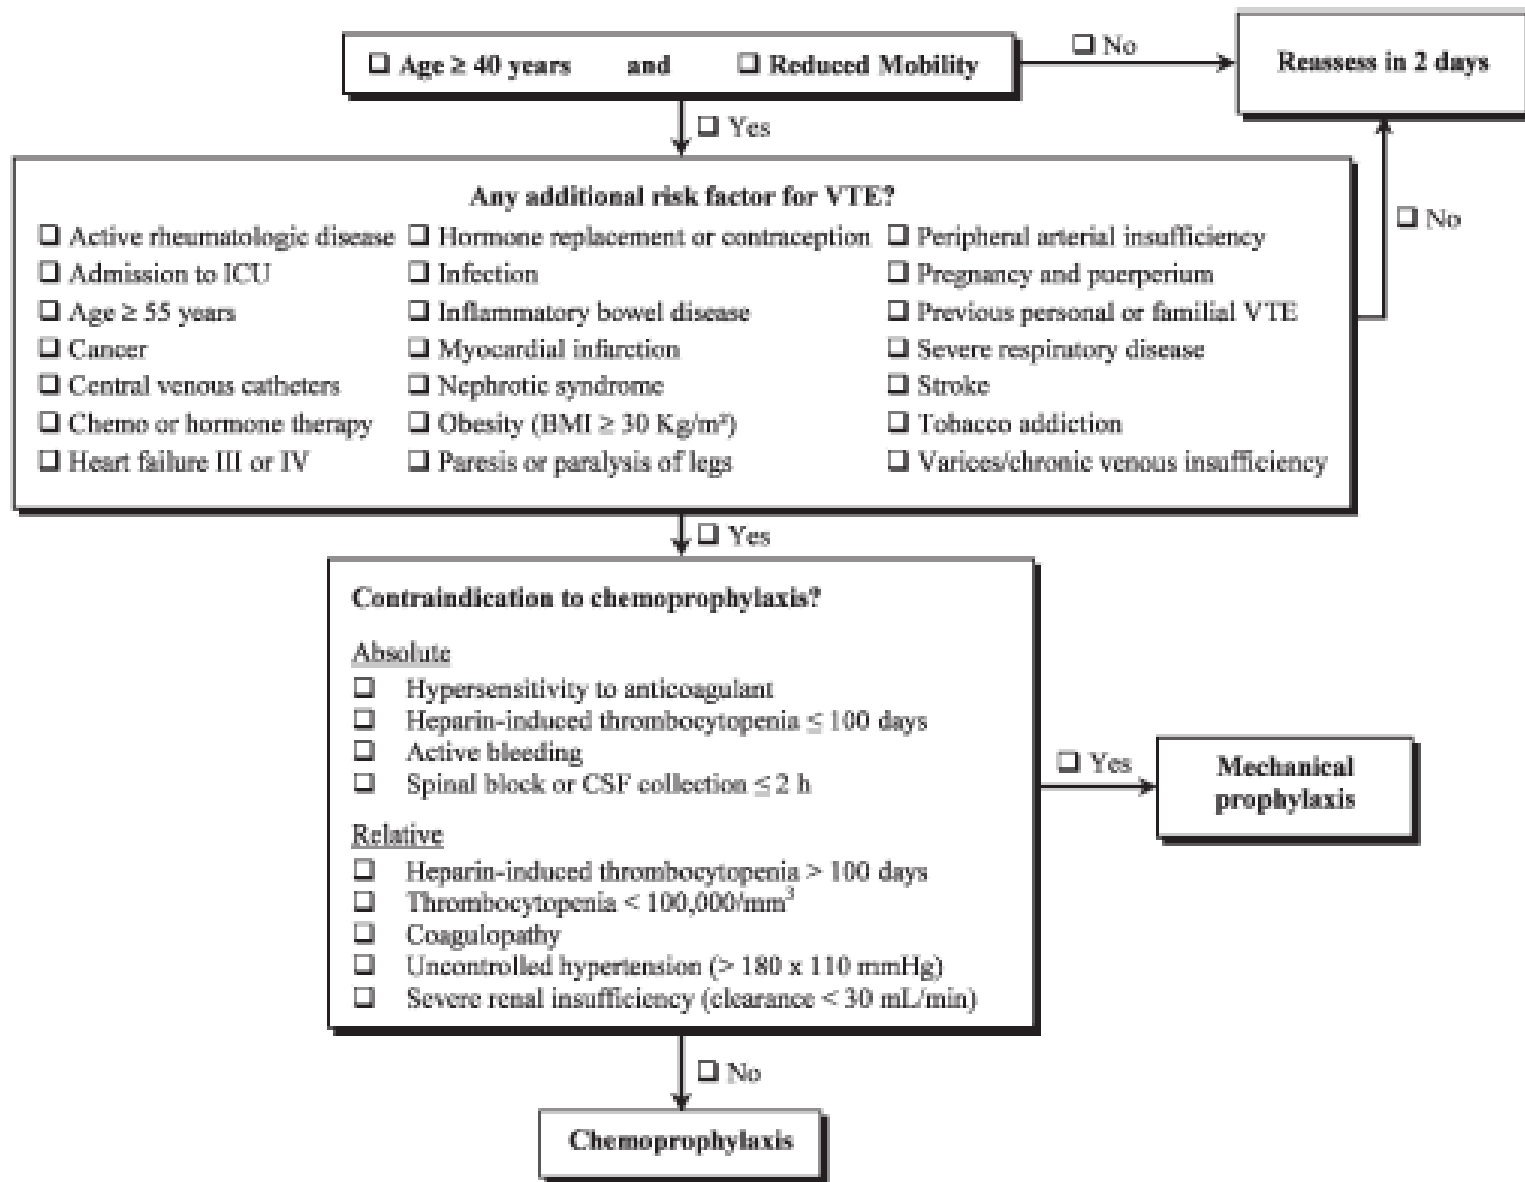 ❑ Age ≥ 40 years and ❑ Reduced Mobility
❑ No
Reassess in 2 days
❑ Yes
Any additional risk factor for VTE?
❑ Active rheumatologic disease
❑ Admission to ICU
❑ Age ≥ 55 years
❑ Cancer
❑ Central venous catheters
❑ Chemo or hormone therapy
❑ Heart failure III or IV
❑ Hormone replacement or contraception
❑ Infection
❑ Inflammatory bowel disease
❑ Myocardial infarction
❑ Nephrotic syndrome
❑ Obesity (BMI ≥ 30 Kg/m²)
❑ Paresis or paralysis of legs
❑ Peripheral arterial insufficiency
❑ Pregnancy and puerperium
❑ Previous personal or familial VTE
❑ Severe respiratory disease
❑ Stroke
❑ Tobacco addiction
❑ Varices/chronic venous insufficiency
❑ No
❑ Yes
Contraindication to chemoprophylaxis?
Absolute
❑ Hypersensitivity to anticoagulant
❑ Heparin-induced thrombocytopenia ≤ 100 days
❑ Active bleeding
❑ Spinal block or CSF collection ≤ 2 h
Relative
❑ Heparin-induced thrombocytopenia > 100 days
❑ Thrombocytopenia < 100,000/mm³
❑ Coagulopathy
❑ Uncontrolled hypertension (> 180 x 110 mmHg)
❑ Severe renal insufficiency (clearance < 30 mL/min)
❑ Yes
Mechanical
prophylaxis
❑ No
Chemoprophylaxis